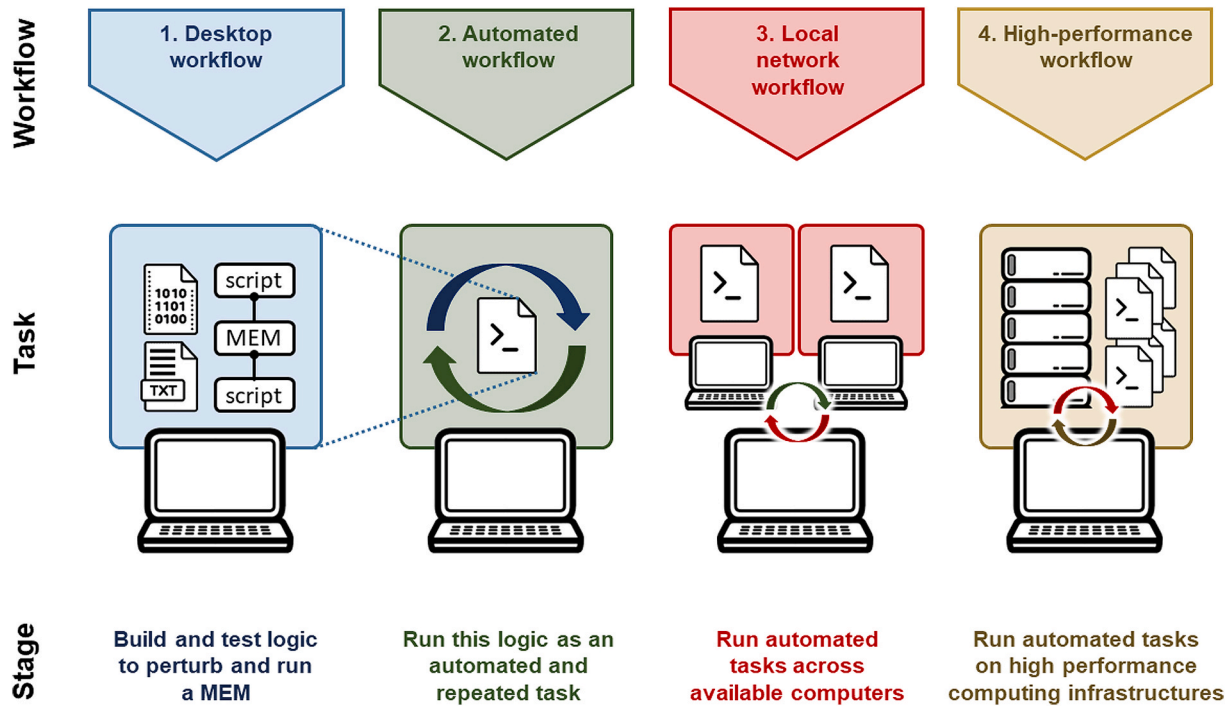 Workflow
1. Desktop
workflow
2. Automated
workflow
3. Local
network
workflow
4. High-performance
workflow
Task
1010
1101
0100
TXT
script
MEM
script
>_
>_
>_
>_
>_
Stage
Build and test logic
to perturb and run
a MEM
Run this logic as an
automated and
repeated task
Run automated
tasks across
available computers
Run automated tasks
on high performance
computing infrastructures